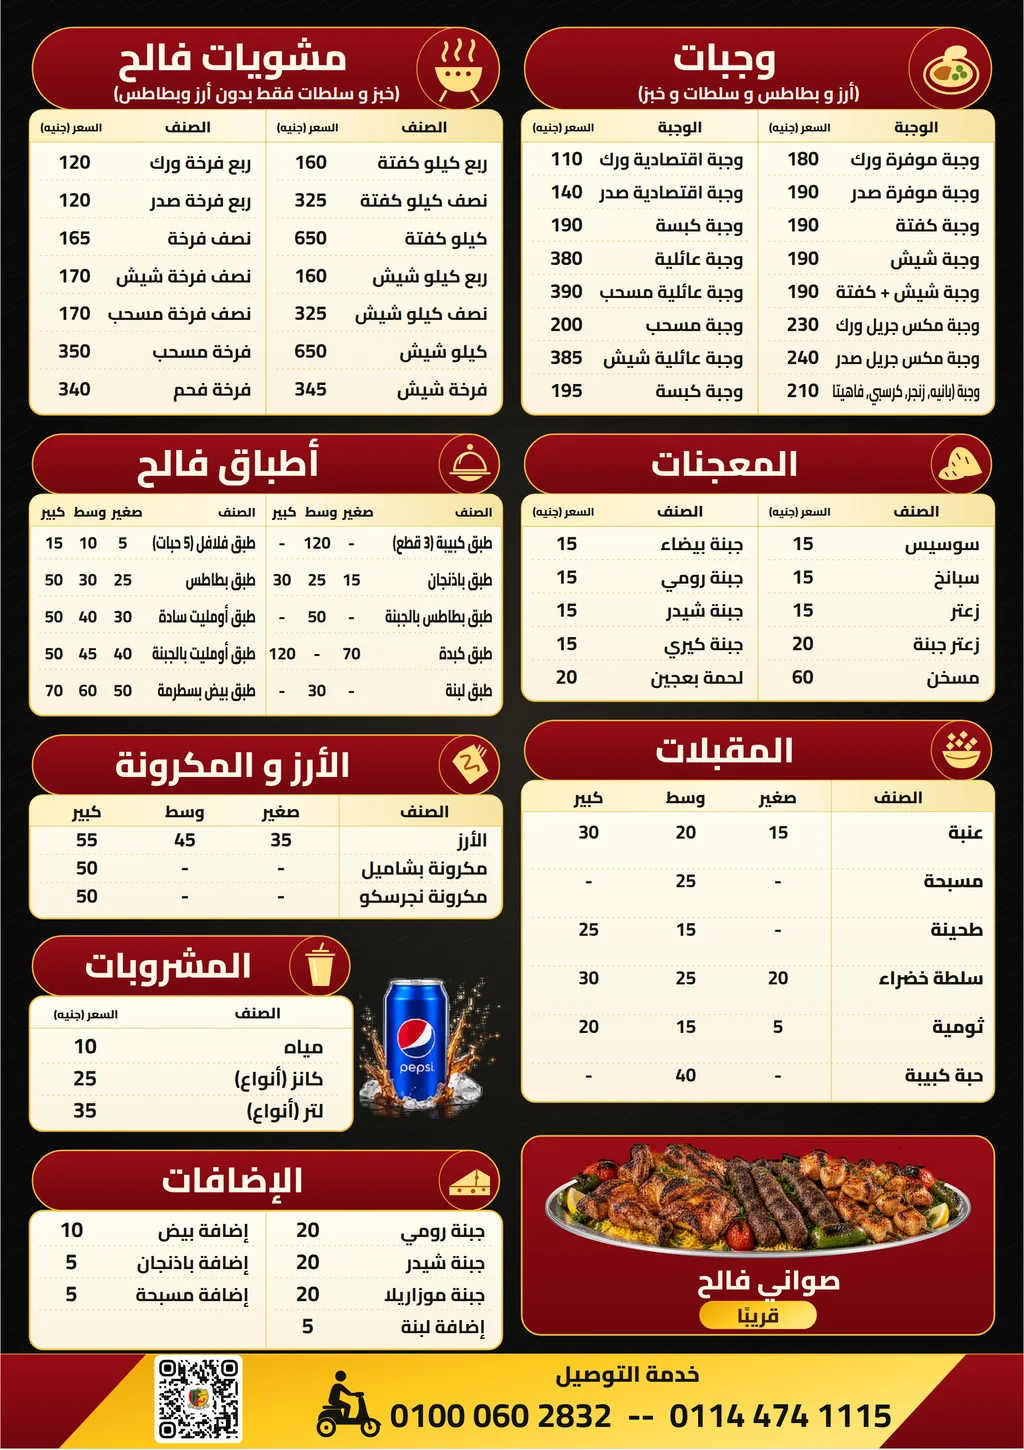 وجبات
(أرز و بطاطس و سلطات و خبز)
الوجبة السعر (جنيه) الوجبة السعر (جنيه)
وجبة موفرة ورك 180 وجبة اقتصادية ورك 110
وجبة موفرة صدر 190 وجبة اقتصادية صدر 140
وجبة كفتة 190 وجبة كبسة 190
وجبة شيش 190 وجبة عائلية 380
وجبة شيش + كفتة 190 وجبة عائلية مسحب 390
وجبة مكس جريل ورك 230 وجبة مسحب 200
وجبة مكس جريل صدر 240 وجبة عائلية شيش 385
وجبة (بانيه, زنجر, كرسبي, فاهيتا 210 وجبة كبسة 195
مشويات فالح
(خبز و سلطات فقط بدون أرز وبطاطس)
الصنف السعر (جنيه) الصنف السعر (جنيه)
ربع كيلو كفتة 160 ربع فرخة ورك 120
نصف كيلو كفتة 325 ربع فرخة صدر 120
كيلو كفتة 650 نصف فرخة 165
ربع كيلو شيش 160 نصف فرخة شيش 170
نصف كيلو شيش 325 نصف فرخة مسحب 170
كيلو شيش 650 فرخة مسحب 350
فرخة شيش 345 فرخة فحم 340
المعجنات
الصنف السعر (جنيه) الصنف السعر (جنيه)
سوسيس 15 جبنة بيضاء 15
سبانخ 15 جبنة رومي 15
زعتر 15 جبنة شيدر 15
زعتر جبنة 20 جبنة كيري 15
مسخن 60 لحمة بعجين 20
أطباق فالح
الصنف صغير وسط كبير الصنف صغير وسط كبير
طبق كبيبة (3 قطع) - 120 - طبق فلافل (5 حبات) 5 10 15
طبق باذنجان 15 25 30 طبق بطاطس 25 30 50
طبق بطاطس بالجبنة - 50 - طبق أومليت سادة 30 40 50
طبق كبدة 70 - 120 طبق أومليت بالجبنة 40 45 50
طبق لبنة - 30 - طبق بيض بسطرمة 50 60 70
المقبلات
الصنف صغير وسط كبير
عنبة 15 20 30
مسبحة - 25 -
طحينة - 15 25
سلطة خضراء 20 25 30
ثومية 5 15 20
حبة كبيبة - 40 -
الأرز و المكرونة
الصنف صغير وسط كبير
الأرز 35 45 55
مكرونة بشاميل - - 50
مكرونة نجرسكو - - 50
المشروبات
الصنف السعر (جنيه)
مياه 10
كانز (أنواع) 25
لتر (أنواع) 35
pepsi
الإضافات
جبنة رومي 20 إضافة بيض 10
جبنة شيدر 20 إضافة باذنجان 5
جبنة موزاريلا 20 إضافة مسبحة 5
إضافة لبنة 5
صواني فالح
قريبًا
خدمة التوصيل
0100 060 2832 -- 0114 474 1115